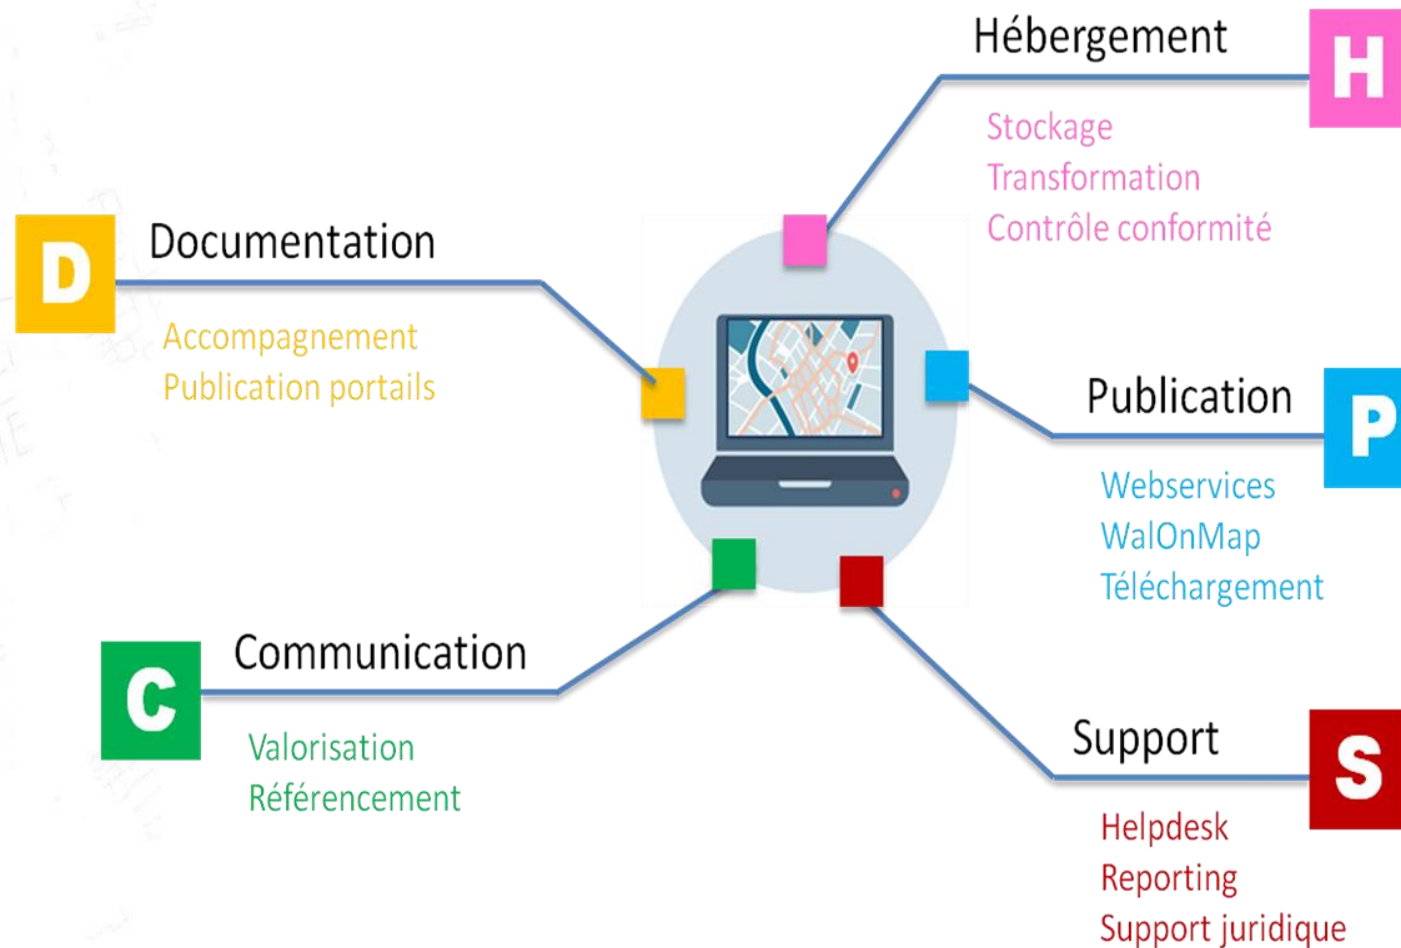 Hébergement
H
Stockage
Transformation
Contrôle conformité
D
Documentation
Accompagnement
Publication portails
Publication
P
Webservices
WalOnMap
Téléchargement
C
Communication
Valorisation
Référencement
Support
S
Helpdesk
Reporting
Support juridique